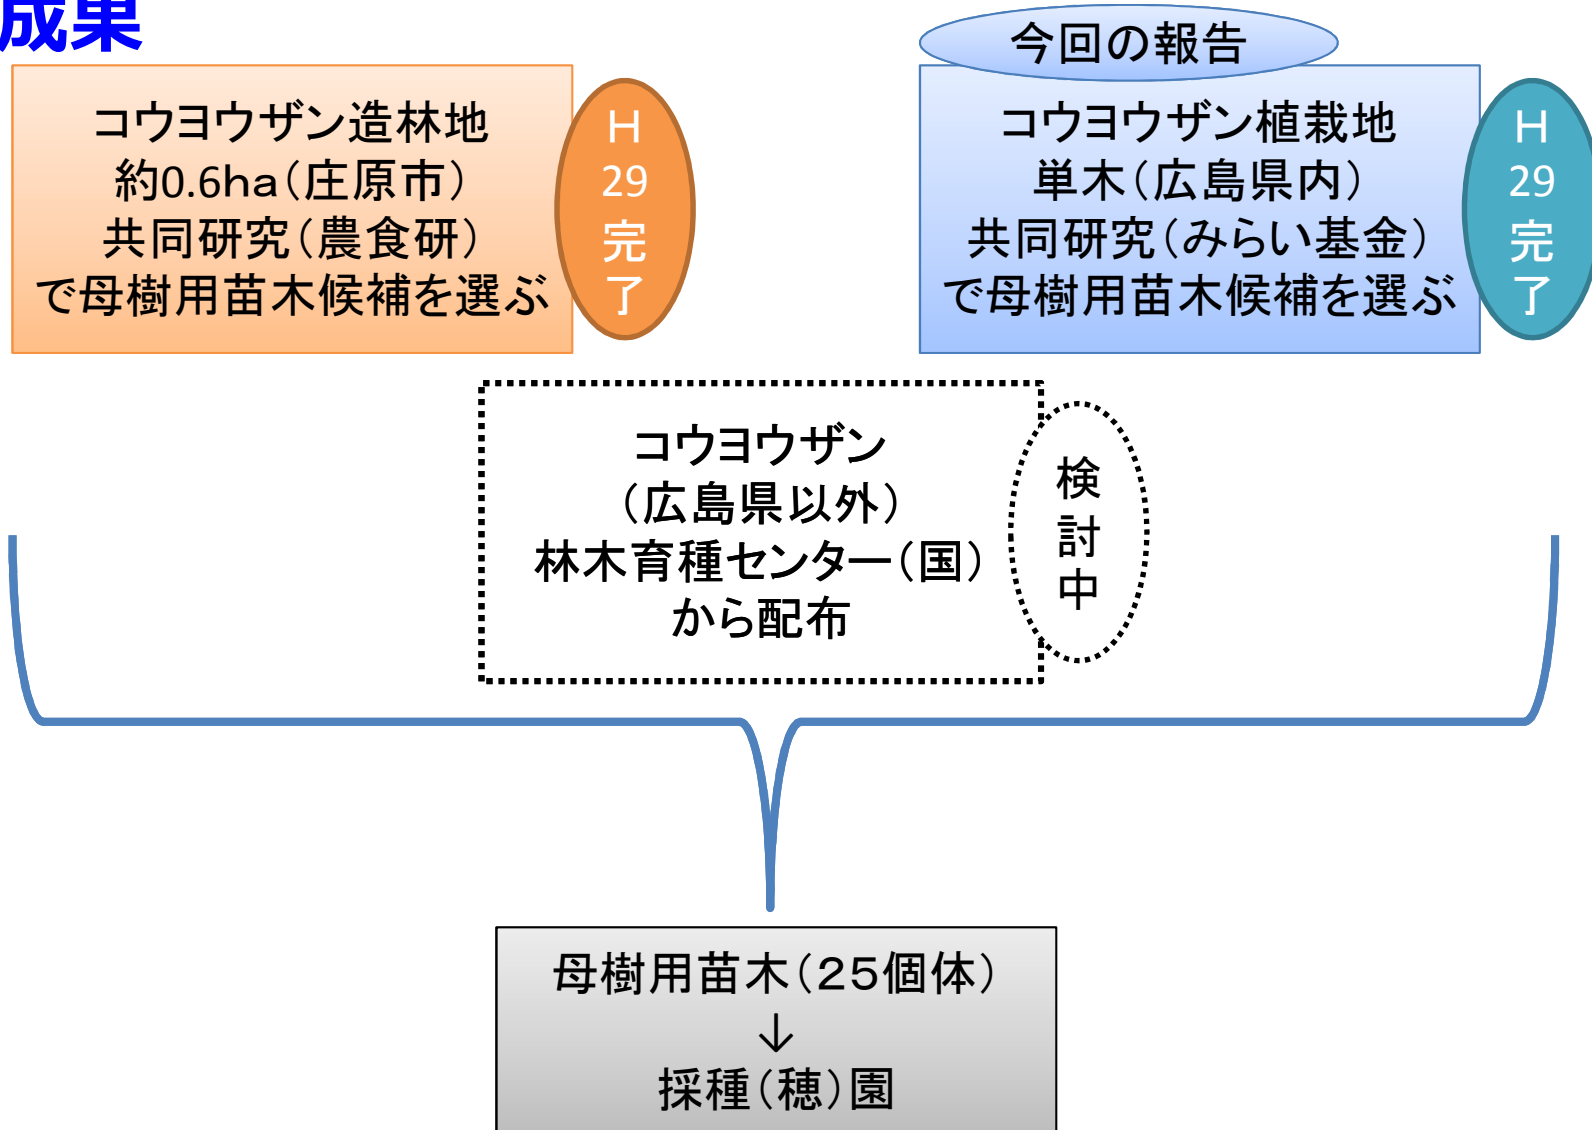 成果
コウヨウザン造林地
約0.6ha（庄原市）
共同研究（農食研）
で母樹用苗木候補を選ぶ
H
29
完
了
今回の報告
コウヨウザン植栽地
単木（広島県内）
共同研究（みらい基金）
で母樹用苗木候補を選ぶ
H
29
完
了
コウヨウザン
（広島県以外）
林木育種センター（国）
から配布
検
討
中
母樹用苗木（25個体）
↓
採種（穂）園